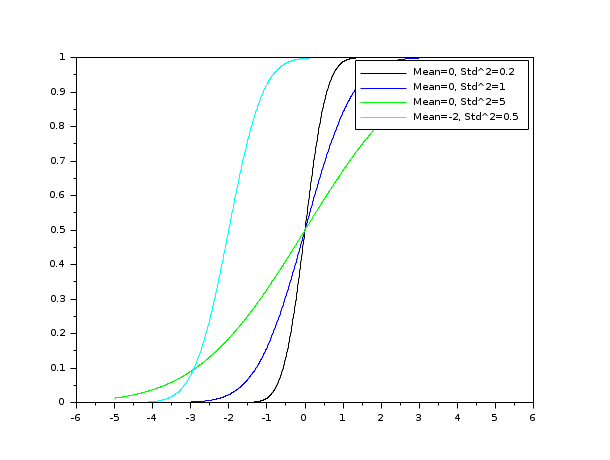 1
0.9
0.8
0.7
0.6
0.5
0.4
0.3
0.2
0.1
0
-6 -5 -4 -3 -2 -1 0 1 2 3 4 5 6
Mean=0, Std^2=0.2
Mean=0, Std^2=1
Mean=0, Std^2=5
Mean=-2, Std^2=0.5